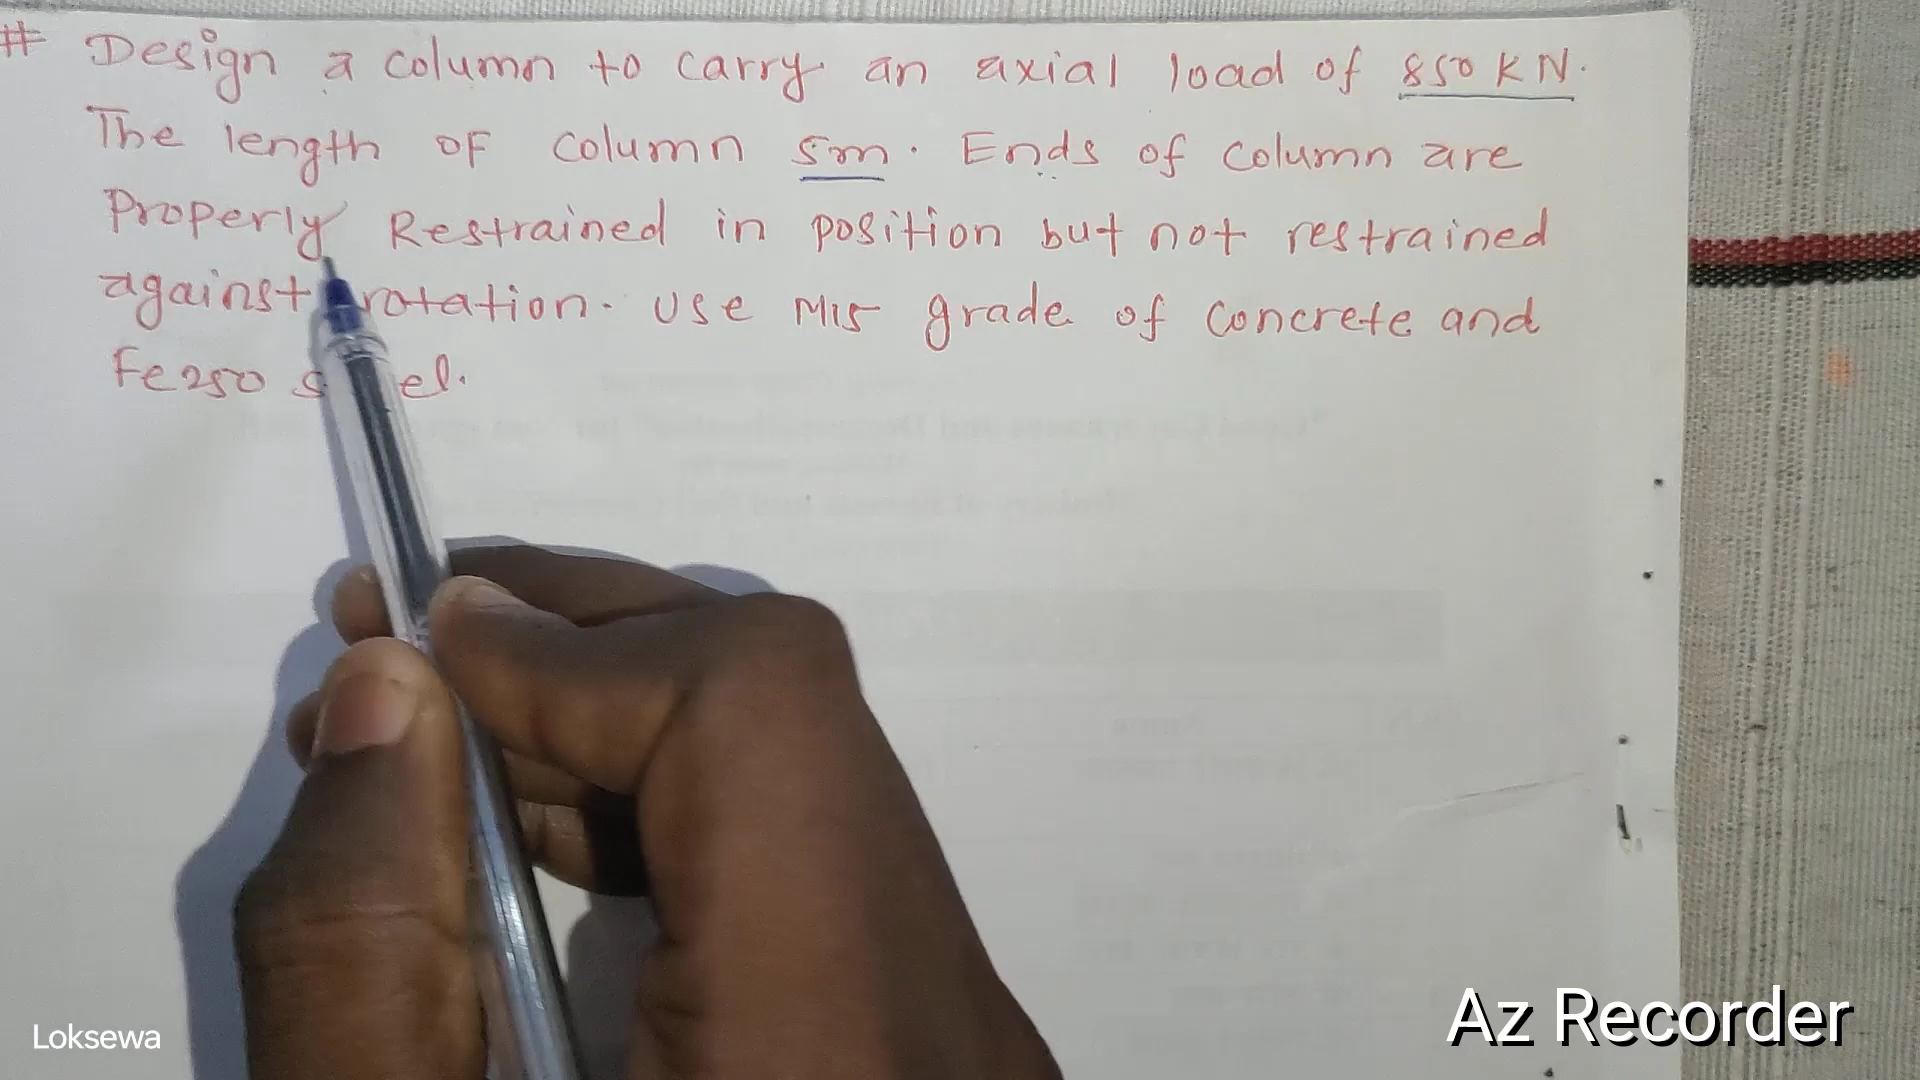 # Design a column to carry an axial load of 850 KN.
The length of column 5m. Ends of column are
Properly Restrained in position but not restrained
against rotation. Use M15 grade of concrete and
Fe250 el.
Loksewa
Az Recorder